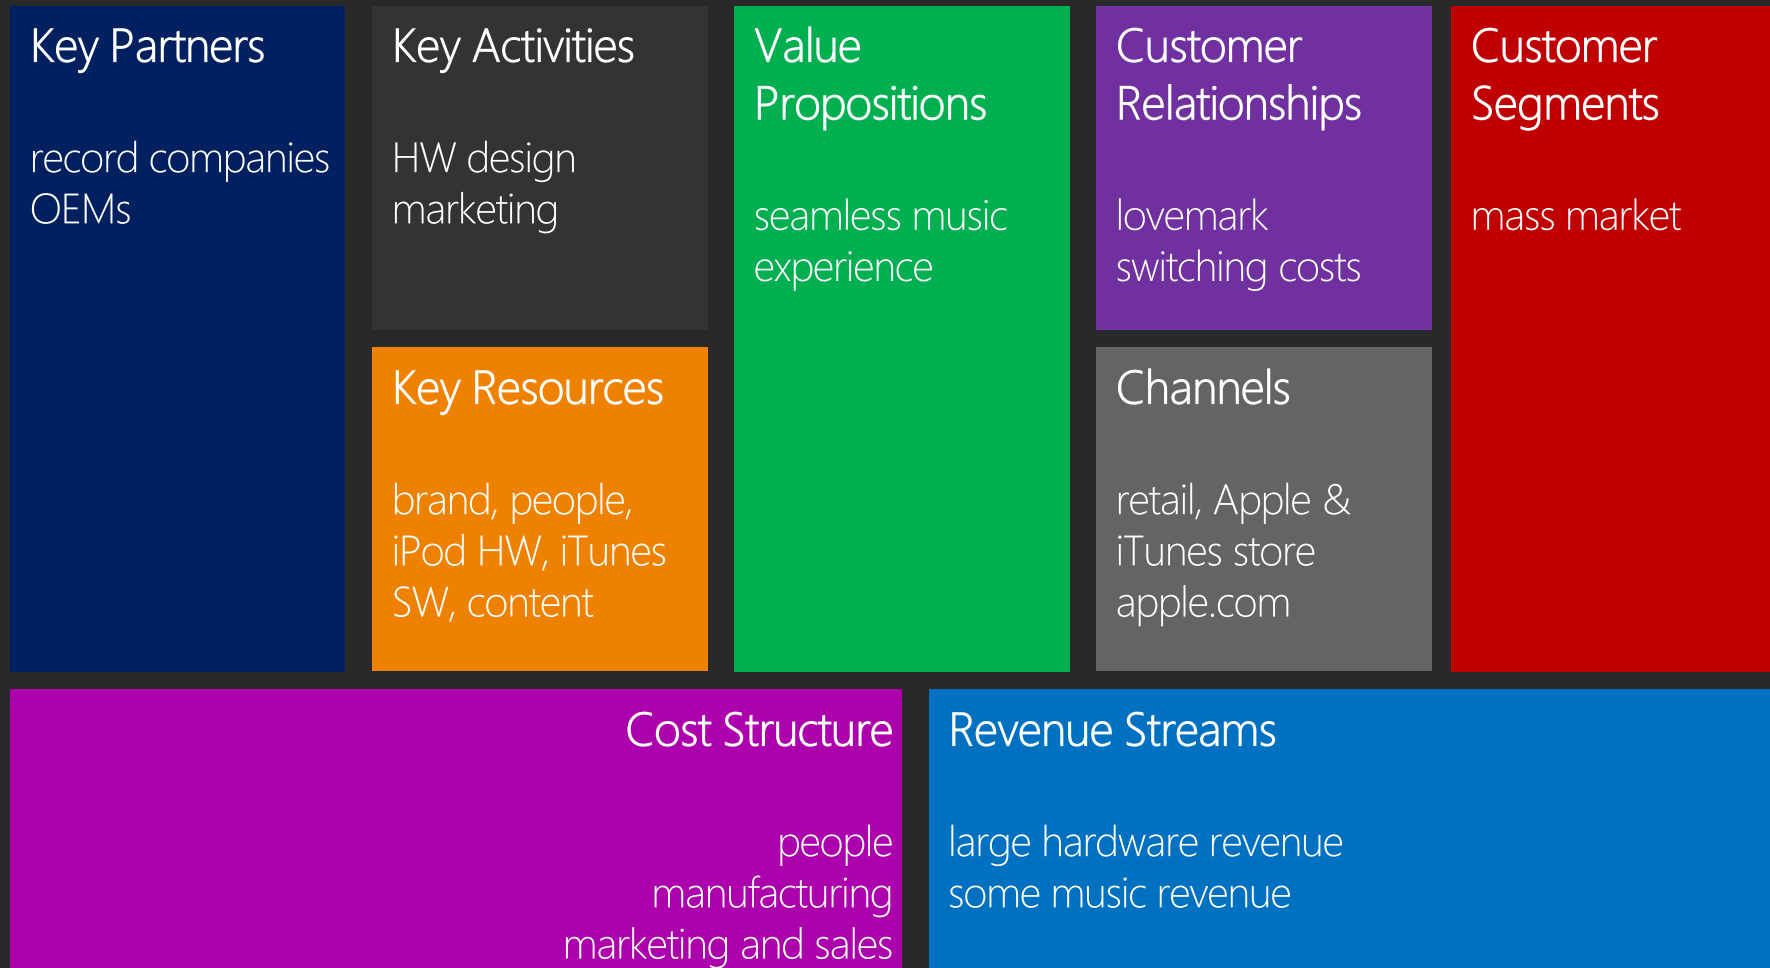 Key Partners
record companies
OEMs
Key Activities
HW design
marketing
Key Resources
brand, people,
iPod HW, iTunes
SW, content
Value
Propositions
seamless music
experience
Customer
Relationships
lovemark
switching costs
Channels
retail, Apple &
iTunes store
apple.com
Customer
Segments
mass market
Cost Structure
people
manufacturing
marketing and sales
Revenue Streams
large hardware revenue
some music revenue